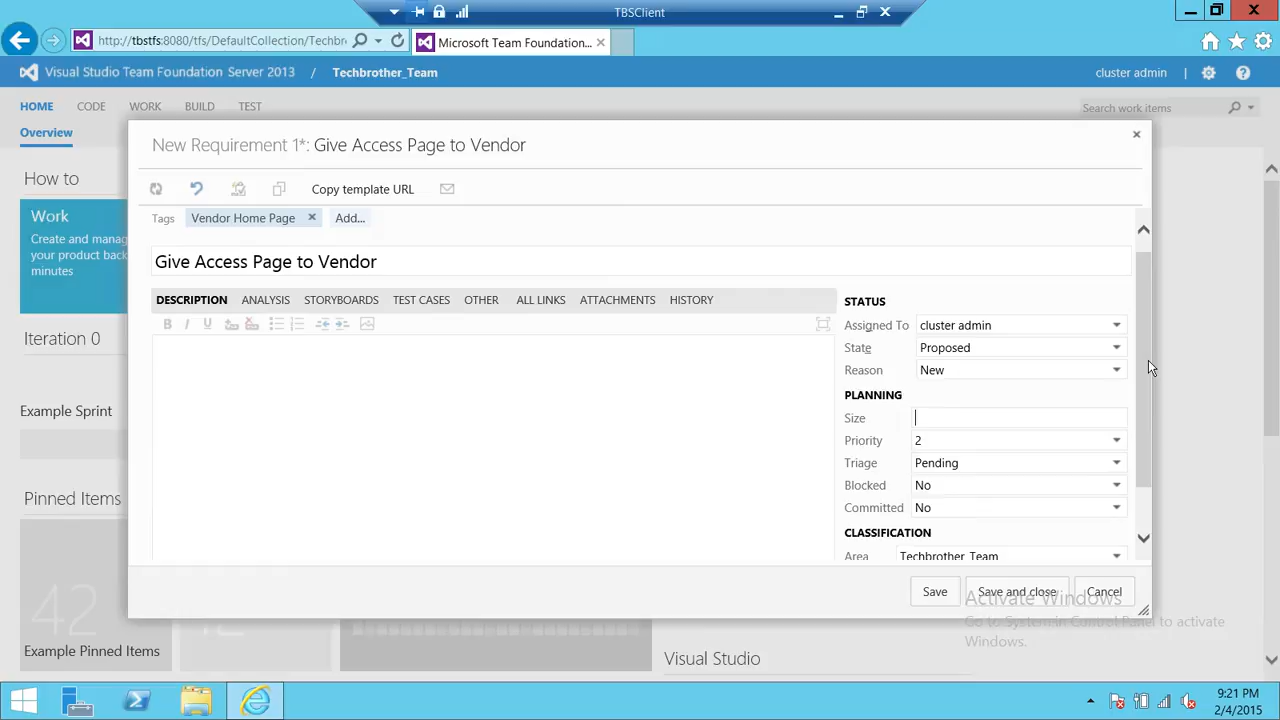 TBSClient
http://tbstfs:8080/tfs/DefaultCollection/Techbr
Microsoft Team Foundation...
Visual Studio Team Foundation Server 2013 / Techbrother_Team
cluster admin
HOME CODE WORK BUILD TEST
Search work items
Overview
New Requirement 1*: Give Access Page to Vendor
How to
Copy template URL
Work
Tags Vendor Home Page Add...
Create and manag
your product back
minutes
Give Access Page to Vendor
DESCRIPTION ANALYSIS STORYBOARDS TEST CASES OTHER ALL LINKS ATTACHMENTS HISTORY
STATUS
Assigned To cluster admin
State Proposed
Reason New
PLANNING
Size
Priority 2
Triage Pending
Blocked No
Committed No
CLASSIFICATION
Area Techbrother_Team
Iteration 0
Example Sprint
Pinned Items
Save Save and close Cancel
42
Example Pinned Items
Activate Windows
Go to System in Control Panel to activate
Windows.
Visual Studio
9:21 PM
2/4/2015